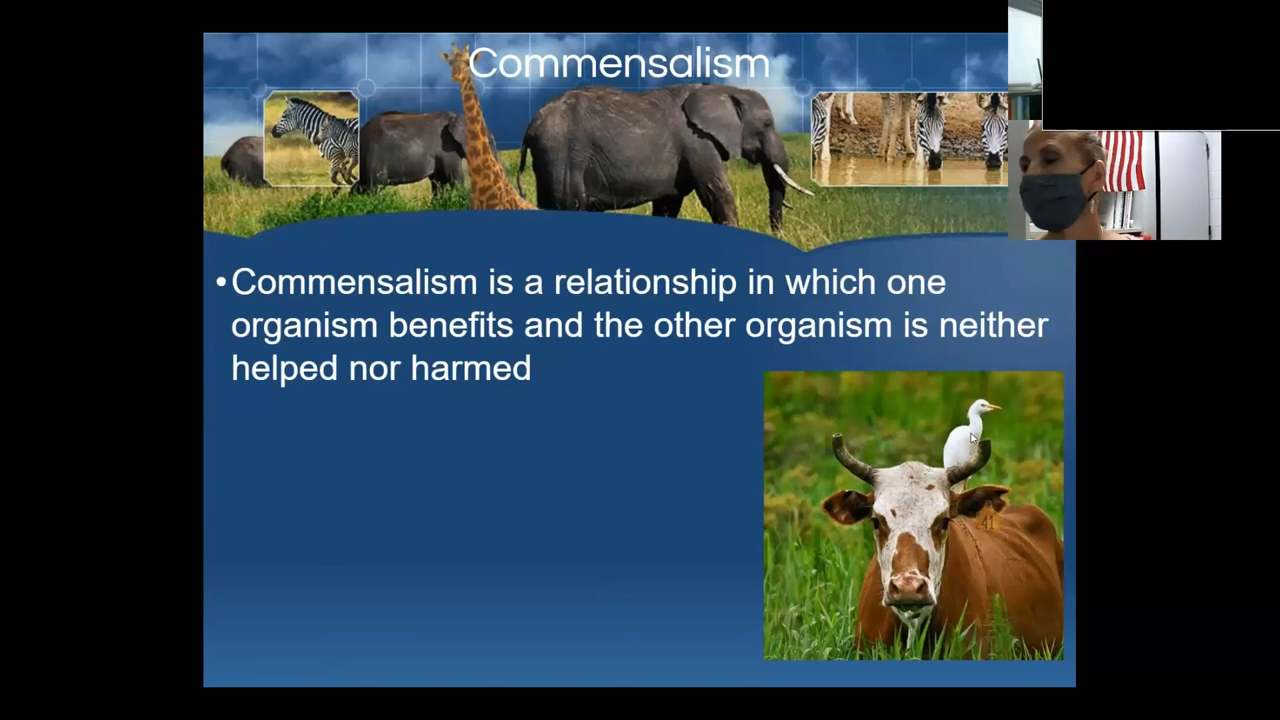 Commensalism
•Commensalism is a relationship in which one
organism benefits and the other organism is neither
helped nor harmed